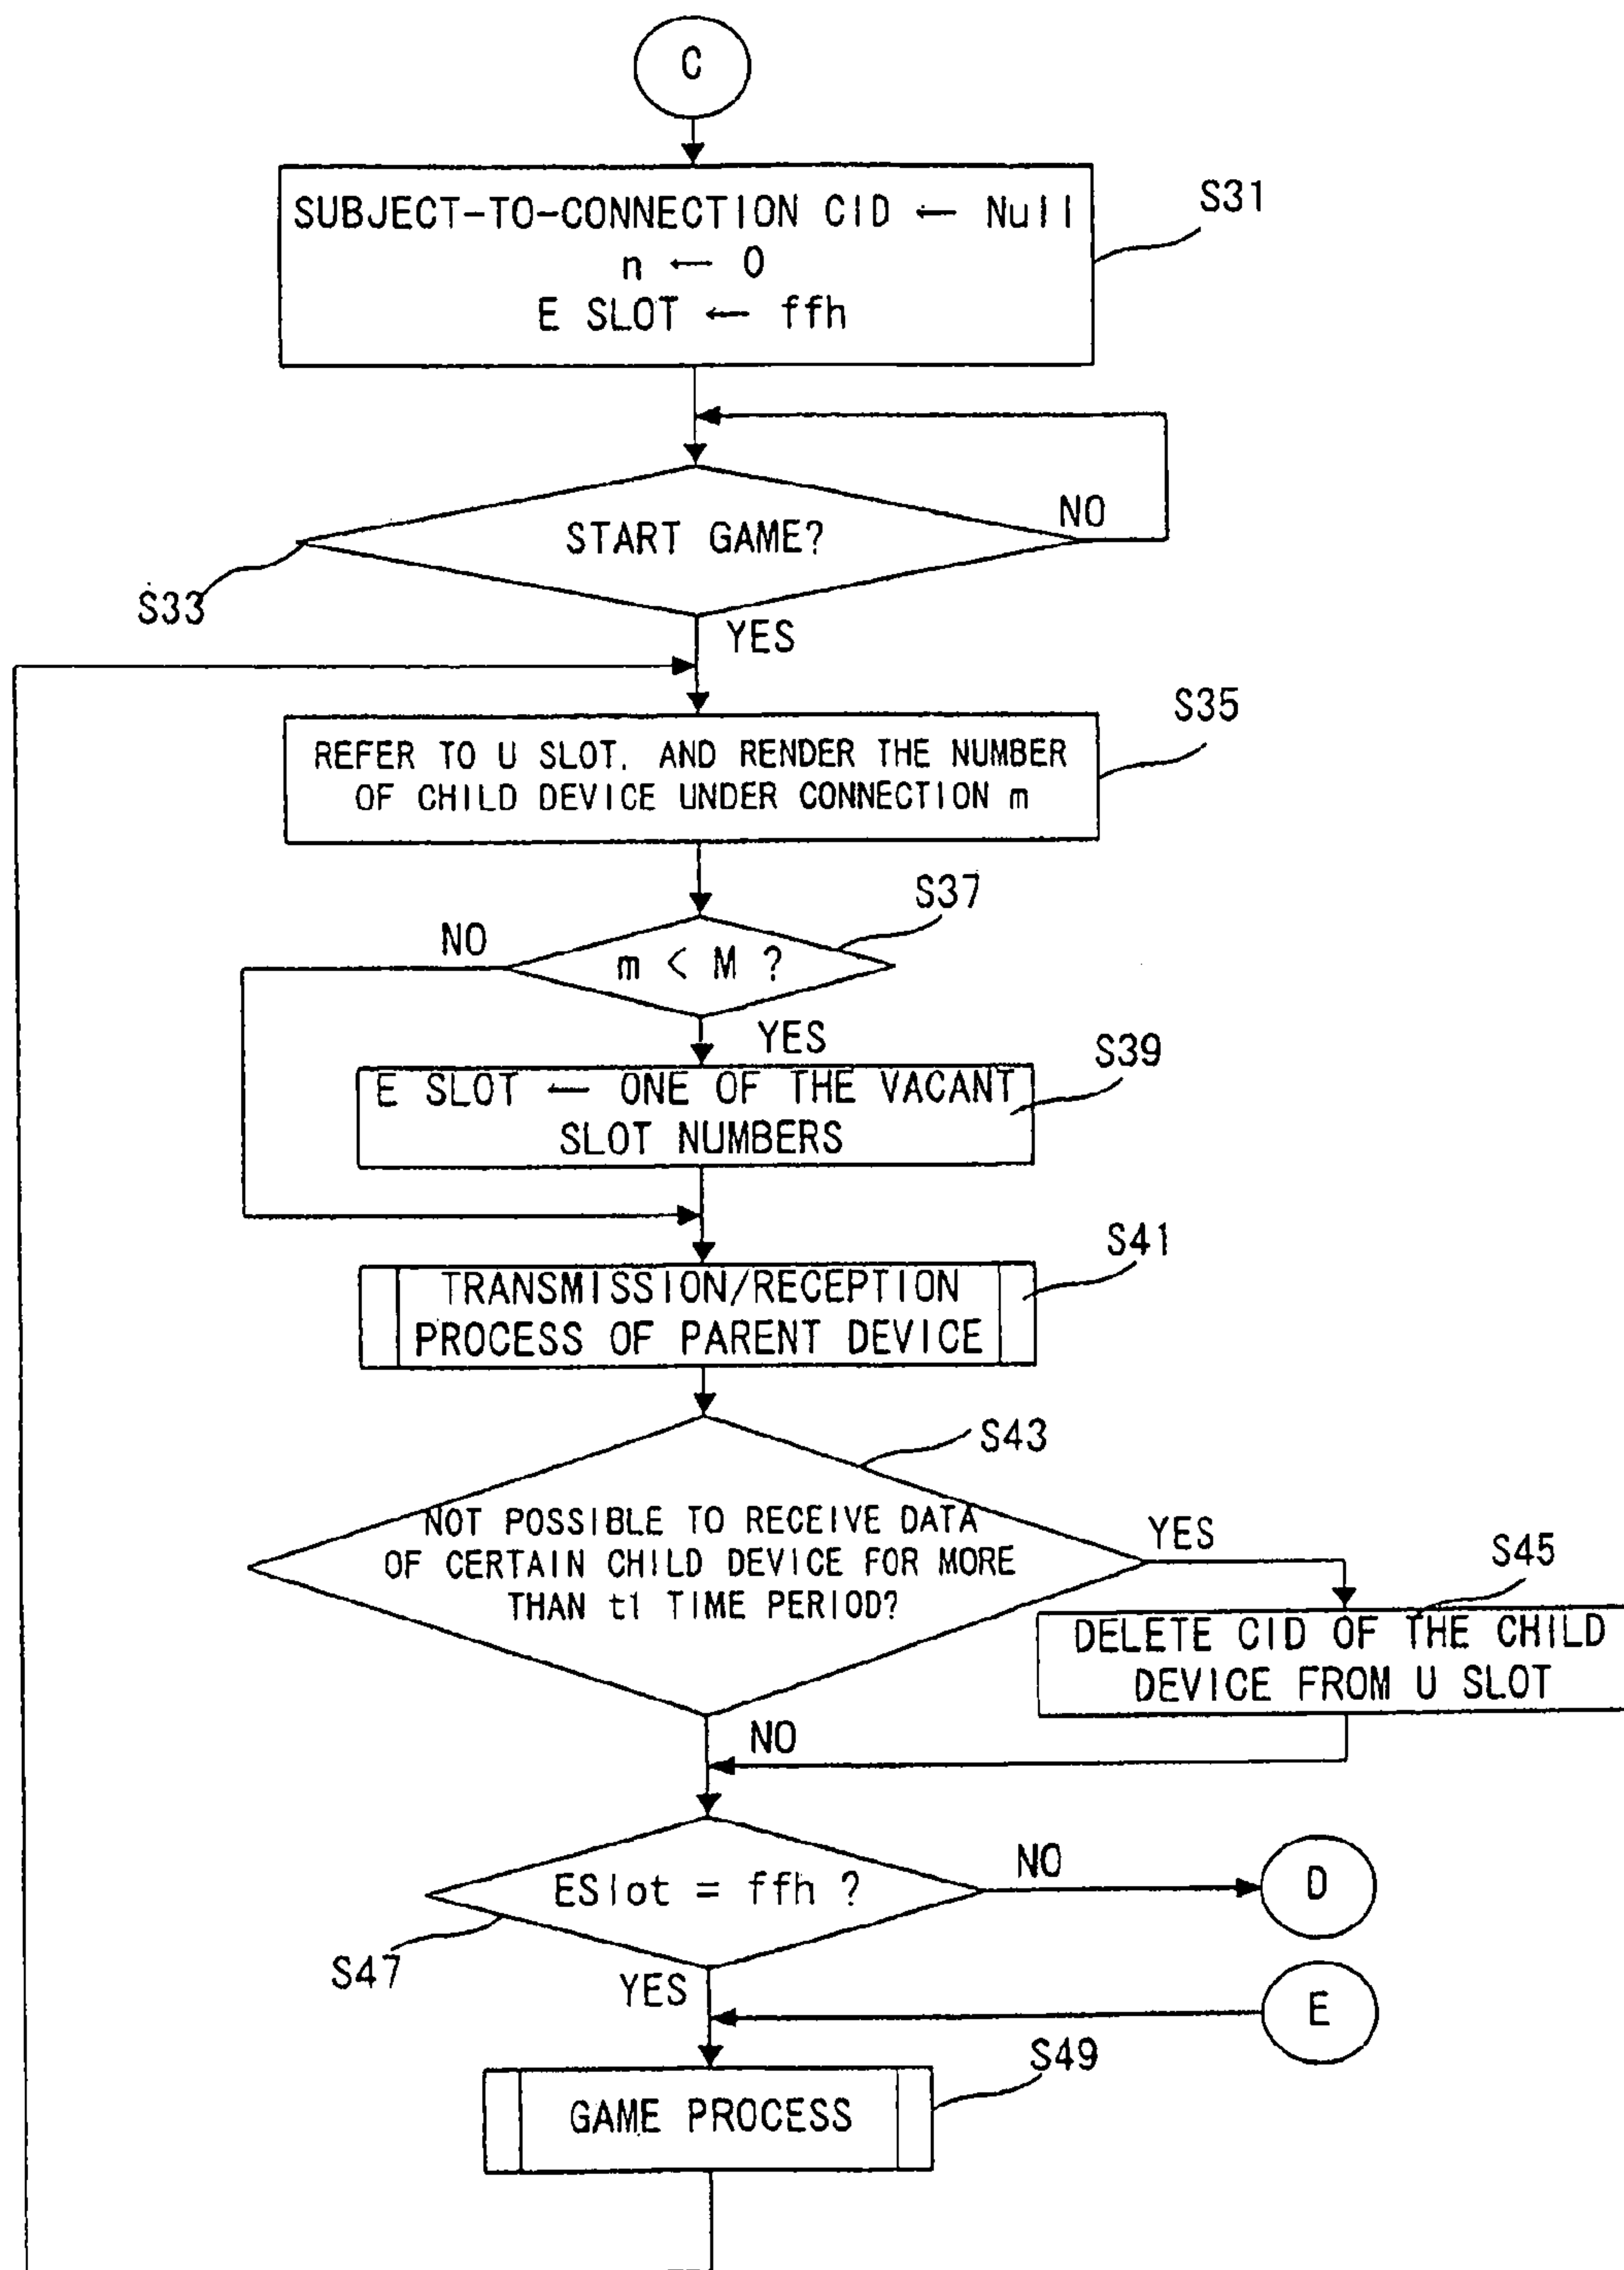 C
SUBJECT-TO-CONNECTION CID ← Null
n ← 0
E SLOT ← ffh
S31
START GAME?
NO
S33
YES
S35
REFER TO U SLOT, AND RENDER THE NUMBER
OF CHILD DEVICE UNDER CONNECTION m
S37
NO
m < M ?
YES
S39
E SLOT ← ONE OF THE VACANT
SLOT NUMBERS
S41
TRANSMISSION/RECEPTION
PROCESS OF PARENT DEVICE
S43
NOT POSSIBLE TO RECEIVE DATA
OF CERTAIN CHILD DEVICE FOR MORE
THAN t1 TIME PERIOD?
YES
S45
DELETE CID OF THE CHILD
DEVICE FROM U SLOT
NO
ESlot = ffh ?
NO
D
S47
YES
E
S49
GAME PROCESS